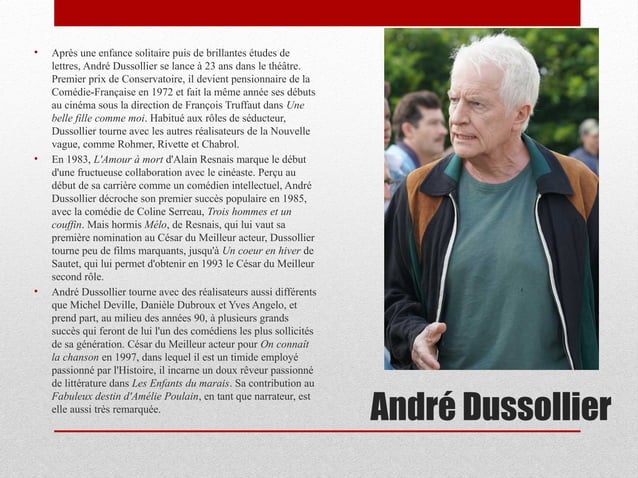 • Après une enfance solitaire puis de brillantes études de
lettres, André Dussollier se lance à 23 ans dans le théâtre.
Premier prix de Conservatoire, il devient pensionnaire de la
Comédie-Française en 1972 et fait la même année ses débuts
au cinéma sous la direction de François Truffaut dans Une
belle fille comme moi. Habitué aux rôles de séducteur,
Dussollier tourne avec les autres réalisateurs de la Nouvelle
vague, comme Rohmer, Rivette et Chabrol.
• En 1983, L'Amour à mort d'Alain Resnais marque le début
d'une fructueuse collaboration avec le cinéaste. Perçu au
début de sa carrière comme un comédien intellectuel, André
Dussollier décroche son premier succès populaire en 1985,
avec la comédie de Coline Serreau, Trois hommes et un
couffin. Mais hormis Mélo, de Resnais, qui lui vaut sa
première nomination au César du Meilleur acteur, Dussollier
tourne peu de films marquants, jusqu'à Un coeur en hiver de
Sautet, qui lui permet d'obtenir en 1993 le César du Meilleur
second rôle.
• André Dussollier tourne avec des réalisateurs aussi différents
que Michel Deville, Danièle Dubroux et Yves Angelo, et
prend part, au milieu des années 90, à plusieurs grands
succès qui feront de lui l'un des comédiens les plus sollicités
de sa génération. César du Meilleur acteur pour On connaît
la chanson en 1997, dans lequel il est un timide employé
passionné par l'Histoire, il incarne un doux rêveur passionné
de littérature dans Les Enfants du marais. Sa contribution au
Fabuleux destin d'Amélie Poulain, en tant que narrateur, est
elle aussi très remarquée.
André Dussollier